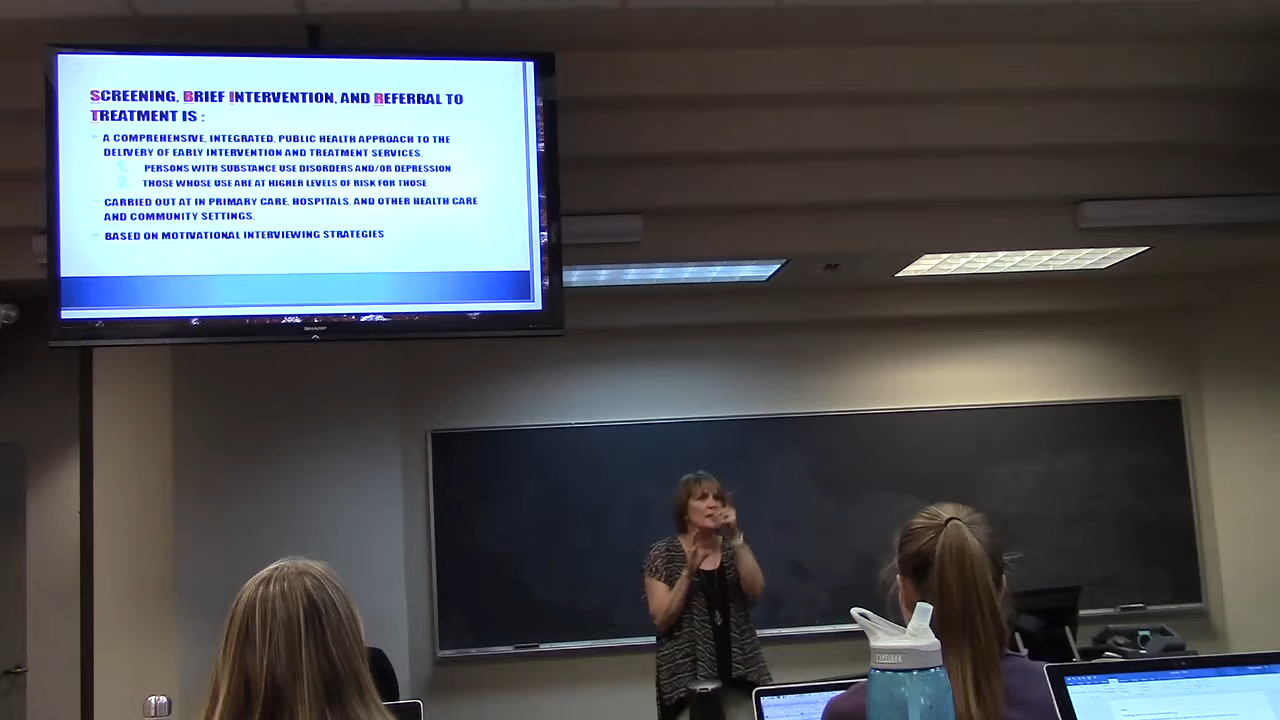 SCREENING, BRIEF INTERVENTION, AND REFERRAL TO
TREATMENT IS :
A COMPREHENSIVE, INTEGRATED, PUBLIC HEALTH APPROACH TO THE
DELIVERY OF EARLY INTERVENTION AND TREATMENT SERVICES.
1. PERSONS WITH SUBSTANCE USE DISORDERS AND/OR DEPRESSION
2. THOSE WHOSE USE ARE AT HIGHER LEVELS OF RISK FOR THOSE
CARRIED OUT AT IN PRIMARY CARE, HOSPITALS, AND OTHER HEALTH CARE
AND COMMUNITY SETTINGS.
BASED ON MOTIVATIONAL INTERVIEWING STRATEGIES
SHARP
CAMELBAK